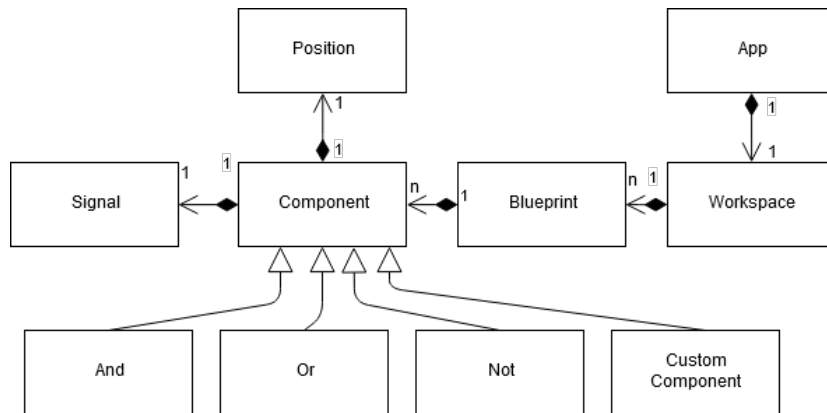 Position
App
1
1
1
1
1
1
n
1
n
1
Signal
Component
Blueprint
Workspace
And
Or
Not
Custom
Component